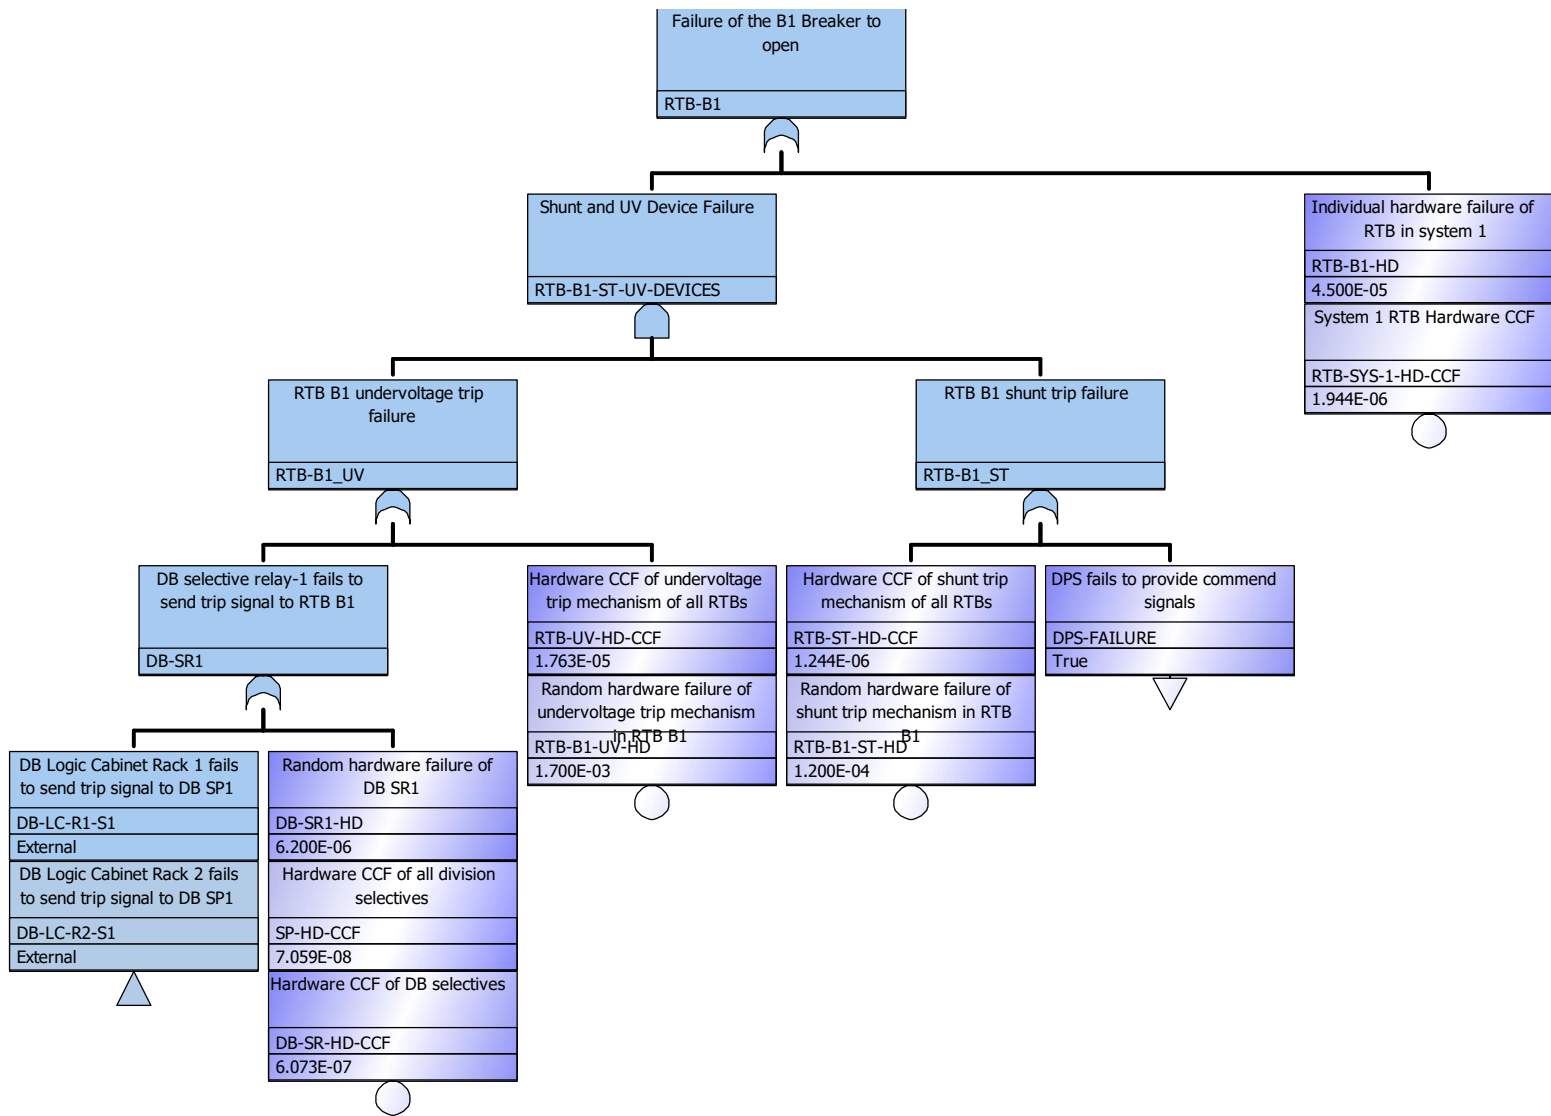 Failure of the B1 Breaker to
open
RTB-B1
Shunt and UV Device Failure
RTB-B1-ST-UV-DEVICES
Individual hardware failure of
RTB in system 1
RTB-B1-HD
4.500E-05
System 1 RTB Hardware CCF
RTB-SYS-1-HD-CCF
1.944E-06
RTB B1 undervoltage trip
failure
RTB-B1_UV
RTB B1 shunt trip failure
RTB-B1_ST
DB selective relay-1 fails to
send trip signal to RTB B1
DB-SR1
Hardware CCF of undervoltage
trip mechanism of all RTBs
RTB-UV-HD-CCF
1.763E-05
Random hardware failure of
undervoltage trip mechanism
in RTB B1
RTB-B1-UV-HD
1.700E-03
Hardware CCF of shunt trip
mechanism of all RTBs
RTB-ST-HD-CCF
1.244E-06
Random hardware failure of
shunt trip mechanism in RTB
B1
RTB-B1-ST-HD
1.200E-04
DPS fails to provide commend
signals
DPS-FAILURE
True
DB Logic Cabinet Rack 1 fails
to send trip signal to DB SP1
DB-LC-R1-S1
External
DB Logic Cabinet Rack 2 fails
to send trip signal to DB SP1
DB-LC-R2-S1
External
Random hardware failure of
DB SR1
DB-SR1-HD
6.200E-06
Hardware CCF of all division
selectives
SP-HD-CCF
7.059E-08
Hardware CCF of DB selectives
DB-SR-HD-CCF
6.073E-07